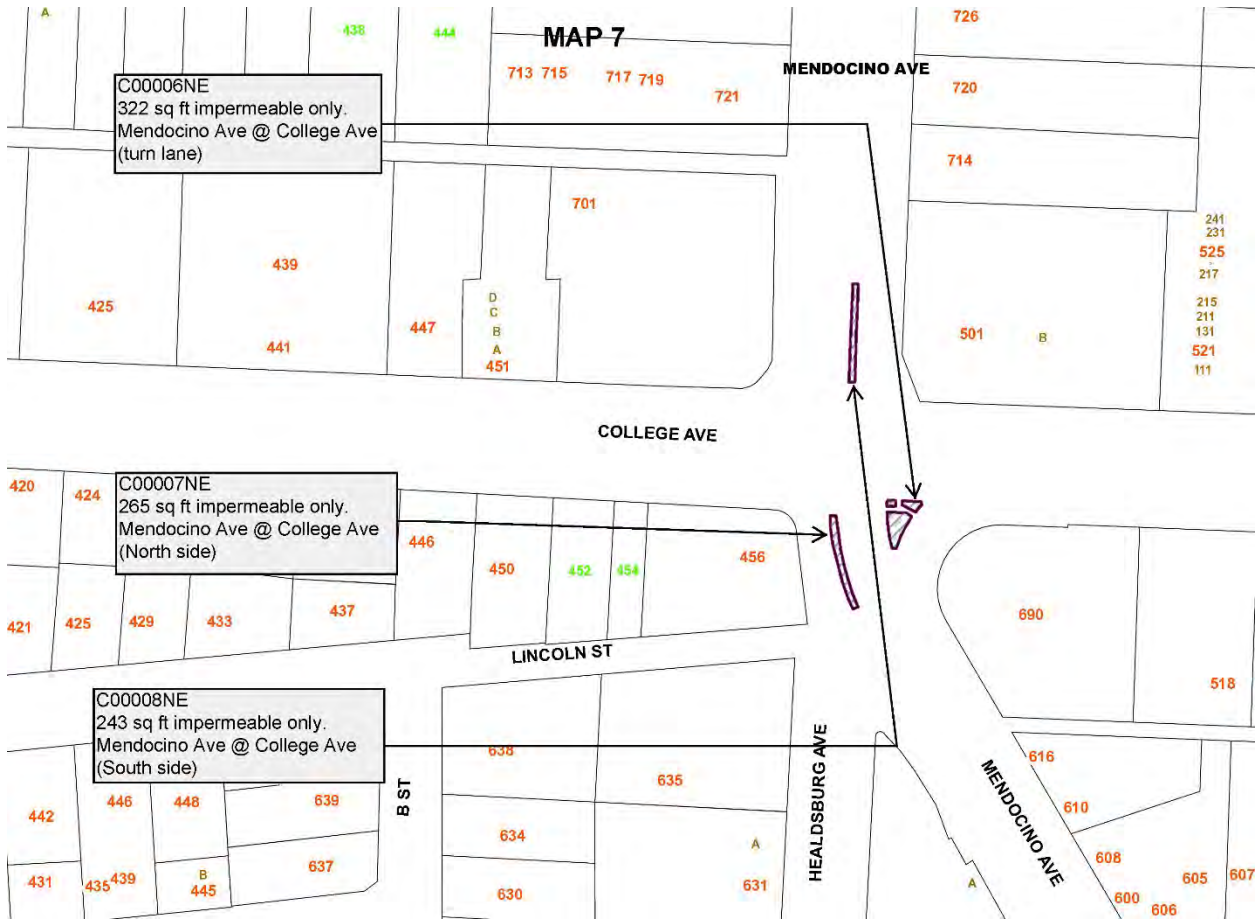 A
438
444
MAP 7
726
MENDOCINO AVE
713 715 717 719
721
720
C00006NE
322 sq ft impermeable only.
Mendocino Ave @ College Ave
(turn lane)
714
701
241
231
525
217
439
425
441
447
D
C
B
A
451
501
B
215
211
131
521
111
COLLEGE AVE
420
424
C00007NE
265 sq ft impermeable only.
Mendocino Ave @ College Ave
(North side)
446
450
452
454
456
421
425
429
433
437
690
LINCOLN ST
518
C00008NE
243 sq ft impermeable only.
Mendocino Ave @ College Ave
(South side)
638
635
HEALDSBURG AVE
MENDOCINO AVE
616
610
442
446
448
639
B ST
634
A
608
431
435
439
B
445
637
630
631
A
600
606
605
607